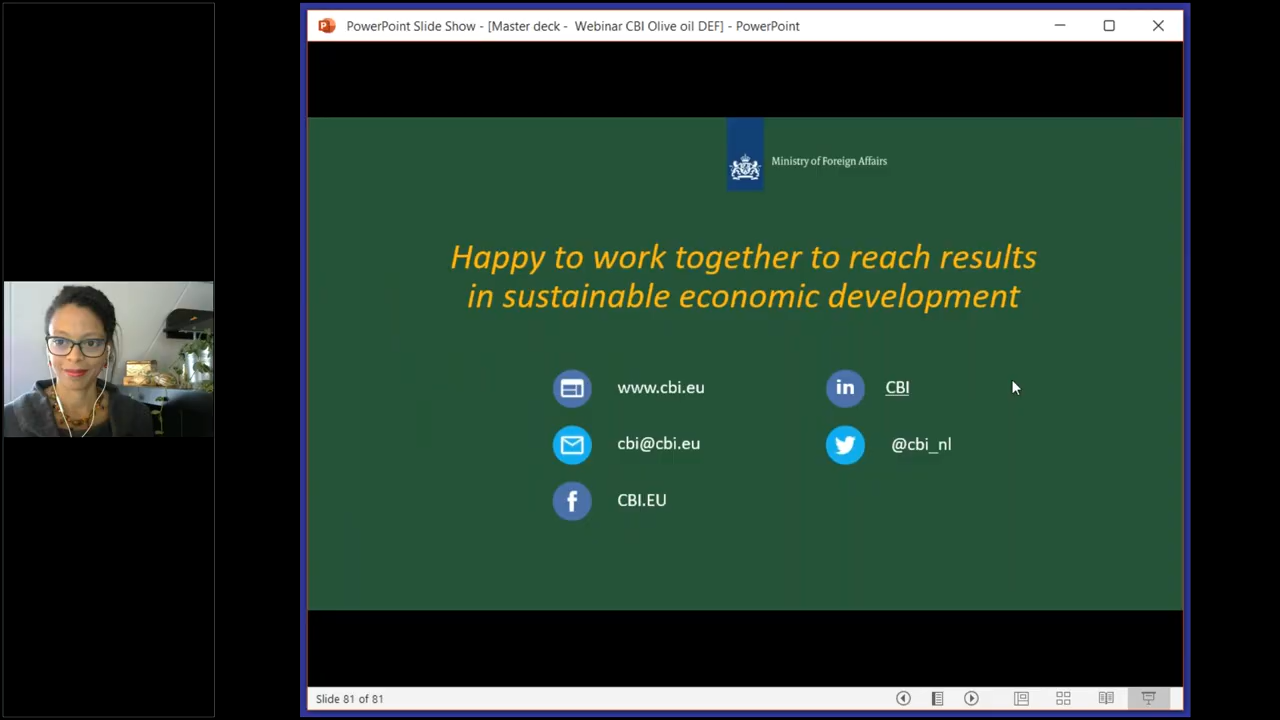 PowerPoint Slide Show - [Master deck - Webinar CBI Olive oil DEF] - PowerPoint
Ministry of Foreign Affairs
Happy to work together to reach results
in sustainable economic development
www.cbi.eu
in CBI
cbi@cbi.eu
@cbi_nl
f CBI.EU
Slide 81 of 81